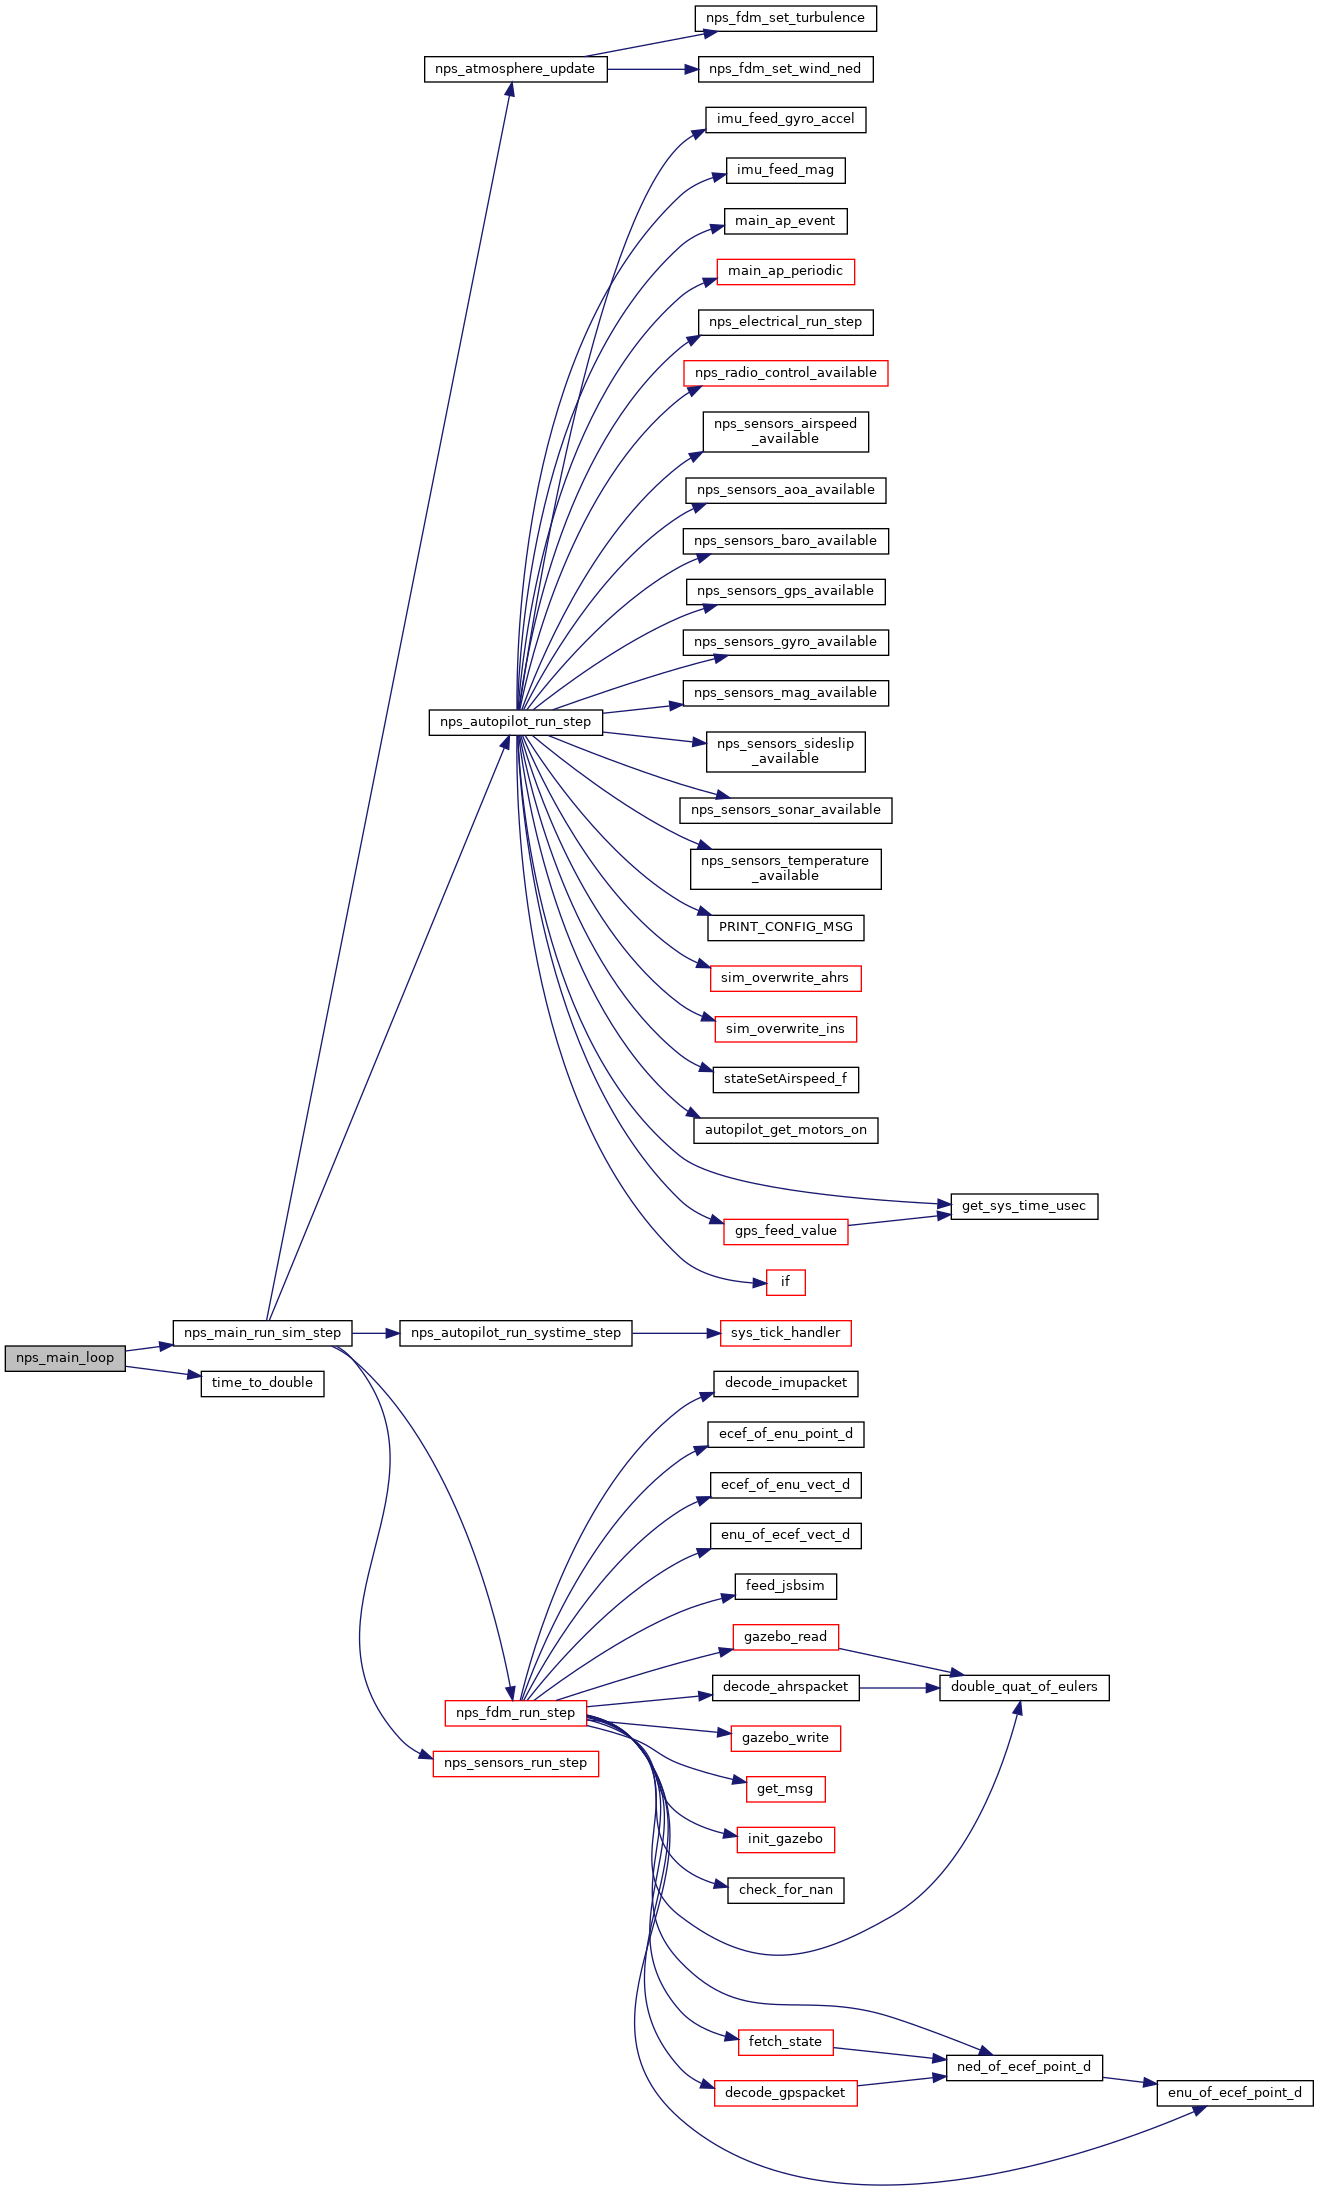 nps_fdm_set_turbulence
nps_atmosphere_update
nps_fdm_set_wind_ned
imu_feed_gyro_accel
imu_feed_mag
main_ap_event
main_ap_periodic
nps_electrical_run_step
nps_radio_control_available
nps_sensors_airspeed
_available
nps_sensors_aoa_available
nps_sensors_baro_available
nps_sensors_gps_available
nps_sensors_gyro_available
nps_sensors_mag_available
nps_autopilot_run_step
nps_sensors_sideslip
_available
nps_sensors_sonar_available
nps_sensors_temperature
_available
PRINT_CONFIG_MSG
sim_overwrite_ahrs
sim_overwrite_ins
stateSetAirspeed_f
autopilot_get_motors_on
get_sys_time_usec
gps_feed_value
if
nps_main_run_sim_step
nps_autopilot_run_systime_step
sys_tick_handler
nps_main_loop
time_to_double
decode_imupacket
ecef_of_enu_point_d
ecef_of_enu_vect_d
enu_of_ecef_vect_d
feed_jsbsim
gazebo_read
decode_ahrspacket
double_quat_of_eulers
nps_fdm_run_step
gazebo_write
nps_sensors_run_step
get_msg
init_gazebo
check_for_nan
fetch_state
ned_of_ecef_point_d
decode_gpspacket
enu_of_ecef_point_d